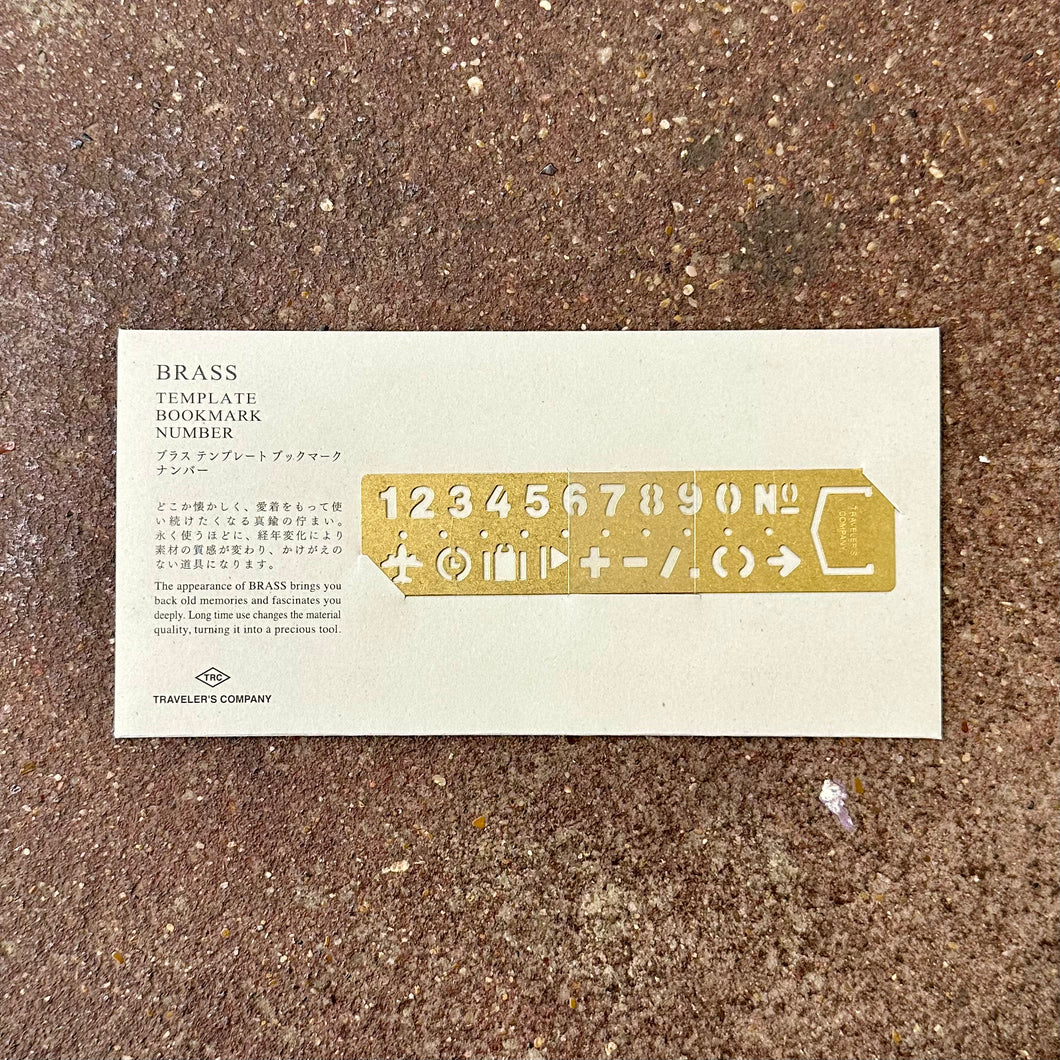 BRASS
TEMPLATE
BOOKMARK
NUMBER
ブラス テンプレート ブックマーク
ナンバー
どこか懐かしく、愛着をもって使
い続けたくなる真鍮の佇まい。
永く使うほどに、経年変化により
素材の質感が変わり、かけがえの
ない道具になります。
The appearance of BRASS brings you
back old memories and fascinates you
deeply. Long time use changes the material
quality, turning it into a precious tool.
TRC
TRAVELER'S COMPANY
1234567890 No
+ - / . ( ) →
TRAVELER'S
COMPANY